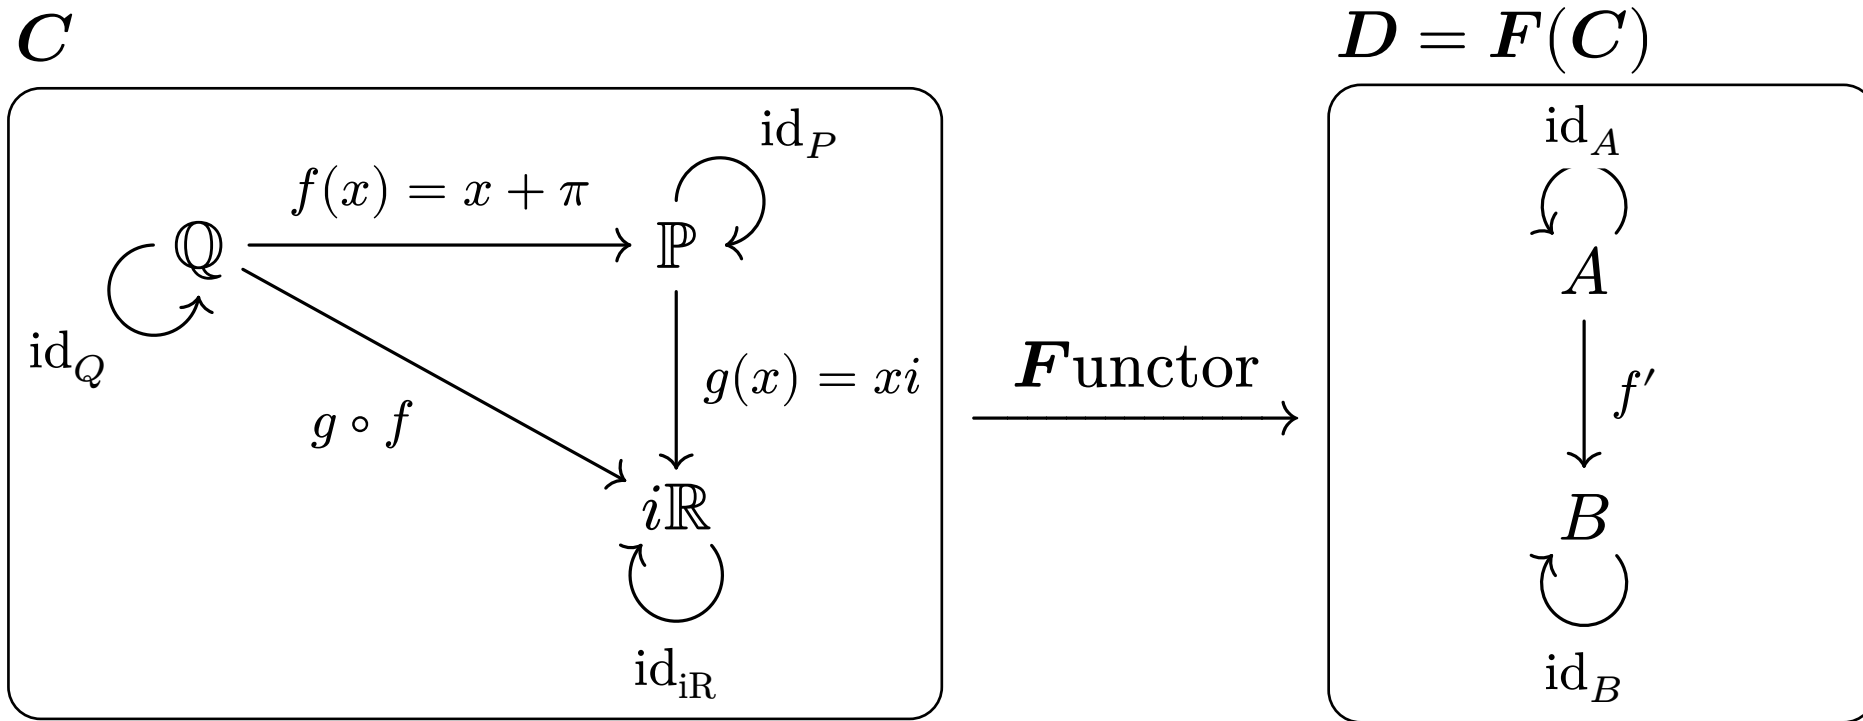 C
D = F(C)
id_P
id_A
f(x) = x + π
ℚ
ℙ
A
id_Q
Functor
g(x) = xi
f′
g ∘ f
iℝ
B
id_iR
id_B